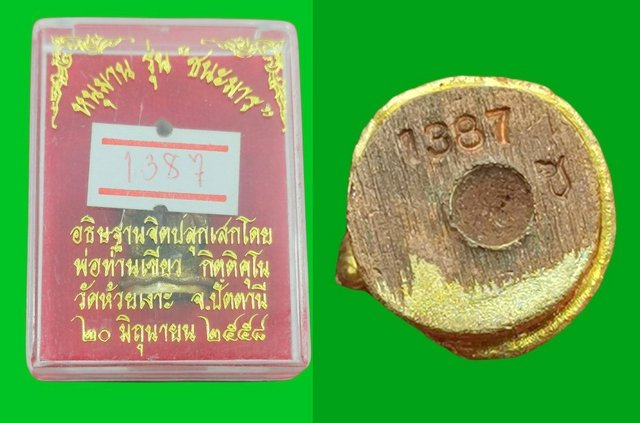 หนุมาน รุ่น "ชนะมาร"
1387
อธิษฐานจิตปลุกเสกโดย
พ่อท่านเขียว กิตติคุโน
วัดห้วยเงาะ จ.ปัตตานี
๒๐ มิถุนายน ๒๕๕๘
1387
ซ